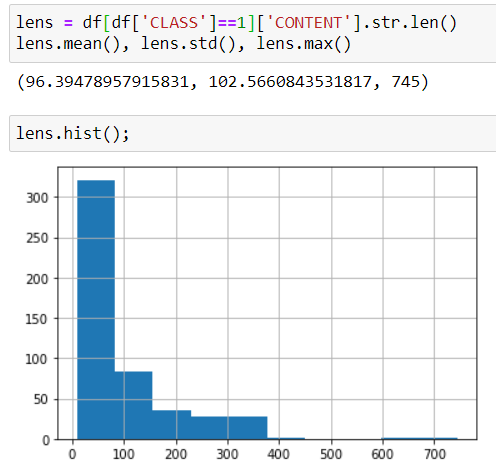 lens = df[df['CLASS']==1]['CONTENT'].str.len()
lens.mean(), lens.std(), lens.max()
(96.39478957915831, 102.5660843531817, 745)
lens.hist();
300
250
200
150
100
50
0
0 100 200 300 400 500 600 700